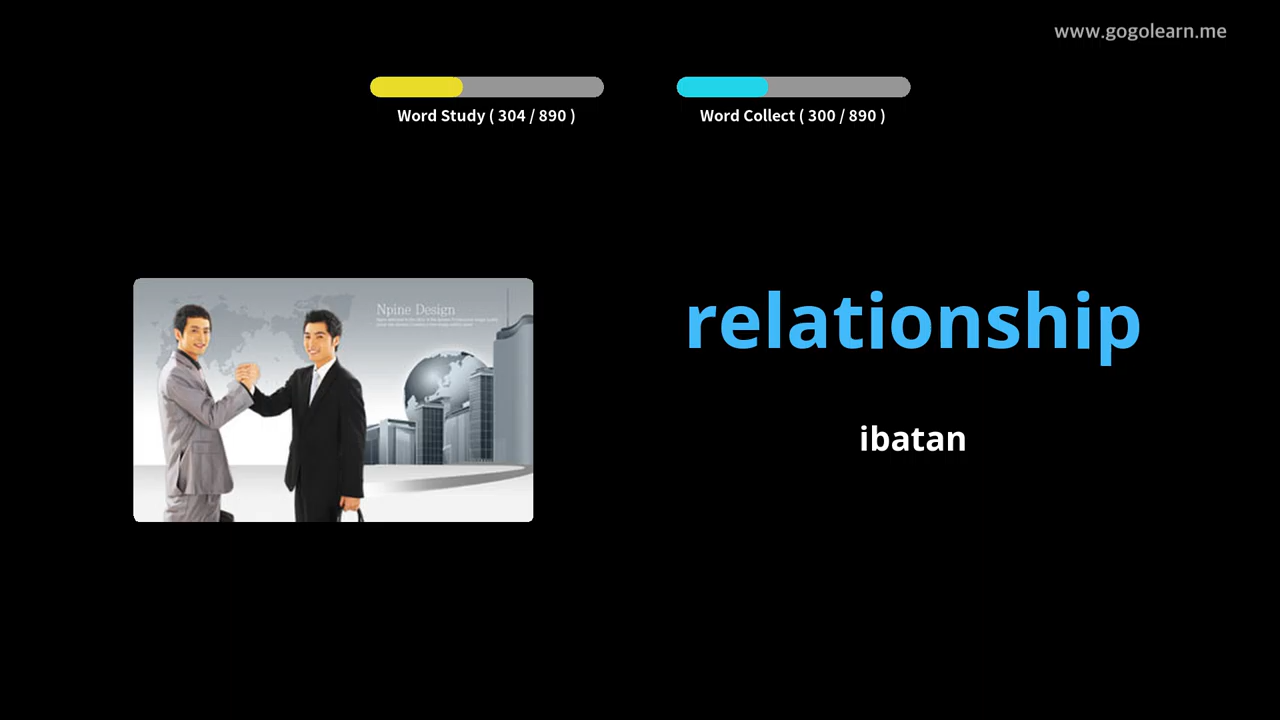 www.gogolearn.me
Word Study ( 304 / 890 )
Word Collect ( 300 / 890 )
Npine Design
relationship
ibatan